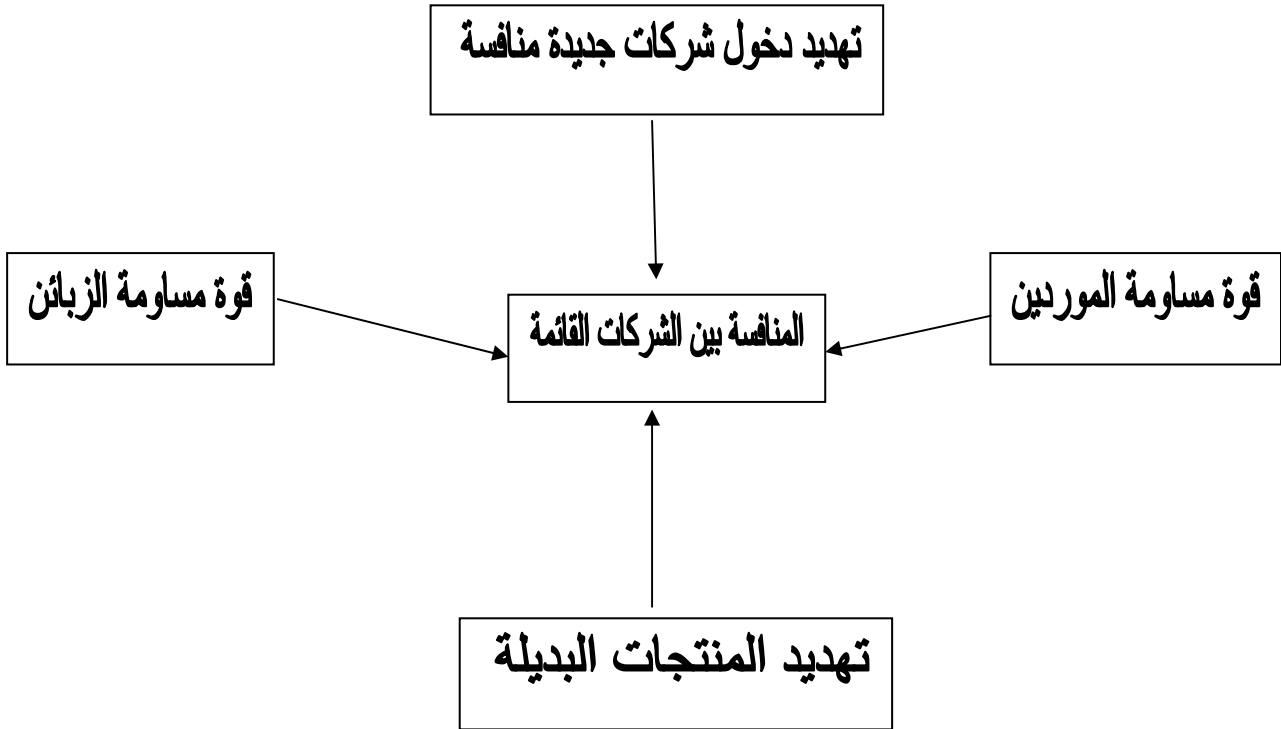 تهديد دخول شركات جديدة منافسة
قوة مساومة الموردين
قوة مساومة الزبائن
المنافسة بين الشركات القائمة
تهديد المنتجات البديلة